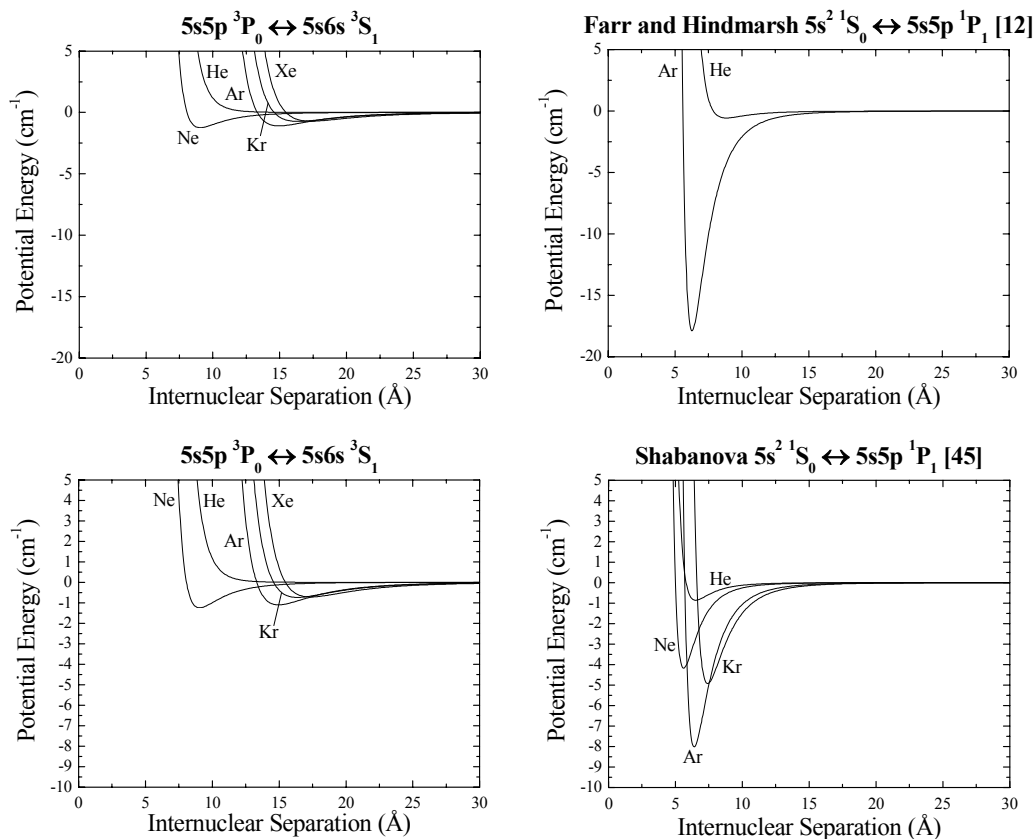 5s5p ³P₀ ↔ 5s6s ³S₁
Potential Energy (cm⁻¹)
5
0
-5
-10
-15
-20
He
Ar
Xe
Ne
Kr
0 5 10 15 20 25 30
Internuclear Separation (Å)
Farr and Hindmarsh 5s² ¹S₀ ↔ 5s5p ¹P₁ [12]
Potential Energy (cm⁻¹)
5
0
-5
-10
-15
-20
Ar
He
0 5 10 15 20 25 30
Internuclear Separation (Å)
5s5p ³P₀ ↔ 5s6s ³S₁
Potential Energy (cm⁻¹)
5
4
3
2
1
0
-1
-2
-3
-4
-5
-6
-7
-8
-9
-10
Ne
He
Xe
Ar
Kr
0 5 10 15 20 25 30
Internuclear Separation (Å)
Shabanova 5s² ¹S₀ ↔ 5s5p ¹P₁ [45]
Potential Energy (cm⁻¹)
5
4
3
2
1
0
-1
-2
-3
-4
-5
-6
-7
-8
-9
-10
He
Ne
Kr
Ar
0 5 10 15 20 25 30
Internuclear Separation (Å)